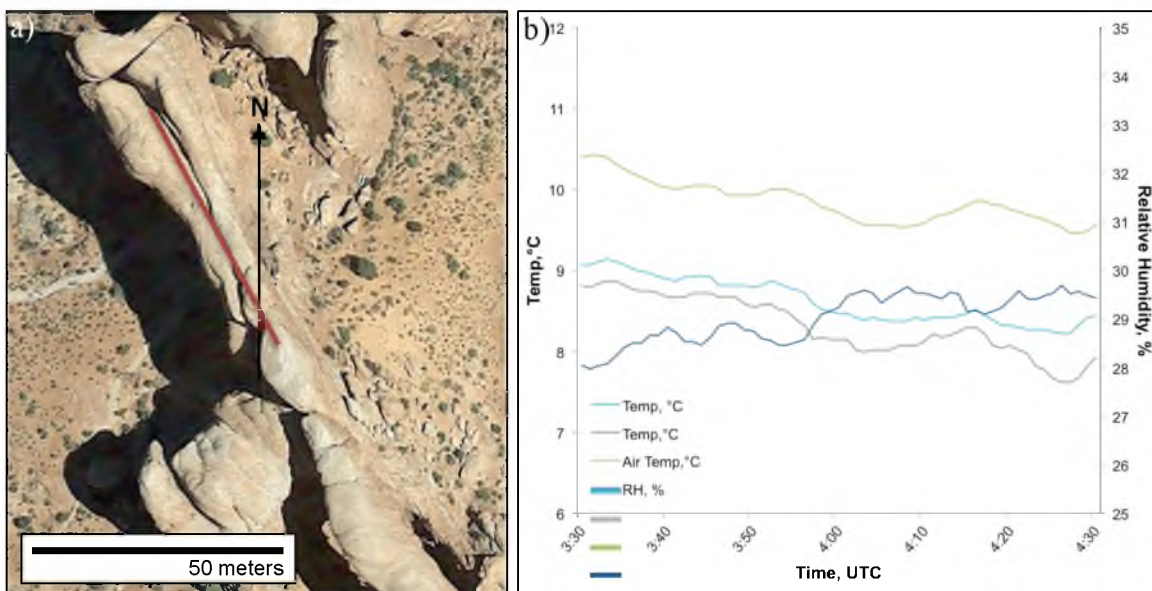 a)
N
50 meters
b)
12
11
10
9
8
7
6
Temp,°C
35
34
33
32
31
30
29
28
27
26
25
Relative Humidity, %
Temp, °C
Temp,°C
Air Temp,°C
RH, %
3:30
3:40
3:50
4:00
4:10
4:20
4:30
Time, UTC